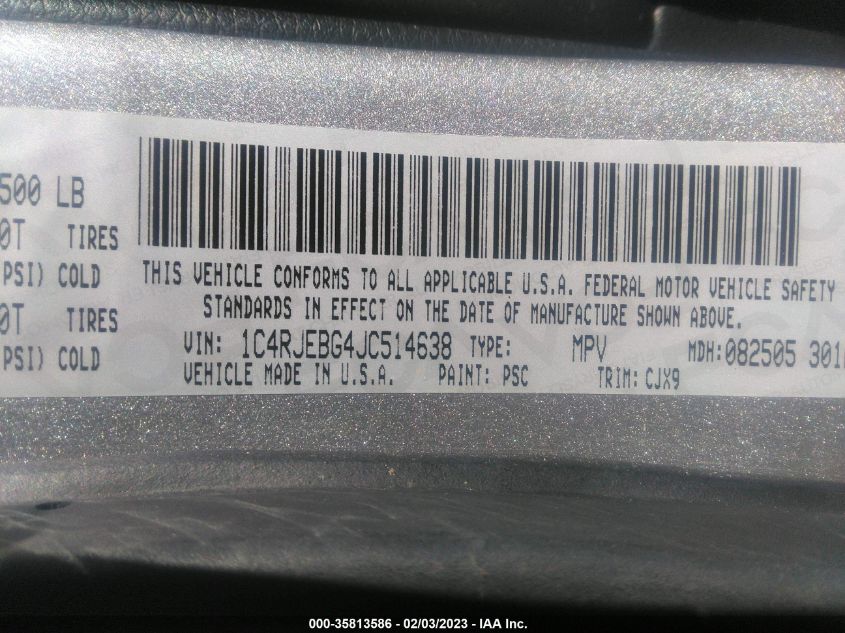 500 LB
0T TIRES
PSI) COLD
0T TIRES
PSI) COLD
THIS VEHICLE CONFORMS TO ALL APPLICABLE U.S.A. FEDERAL MOTOR VEHICLE SAFETY
STANDARDS IN EFFECT ON THE DATE OF MANUFACTURE SHOWN ABOVE.
VIN: 1C4RJEBG4JC514638 TYPE: MPV MDH: 082505 301
VEHICLE MADE IN U.S.A. PAINT: PSC TRIM: CJX9
000-35813586 - 02/03/2023 - IAA Inc.